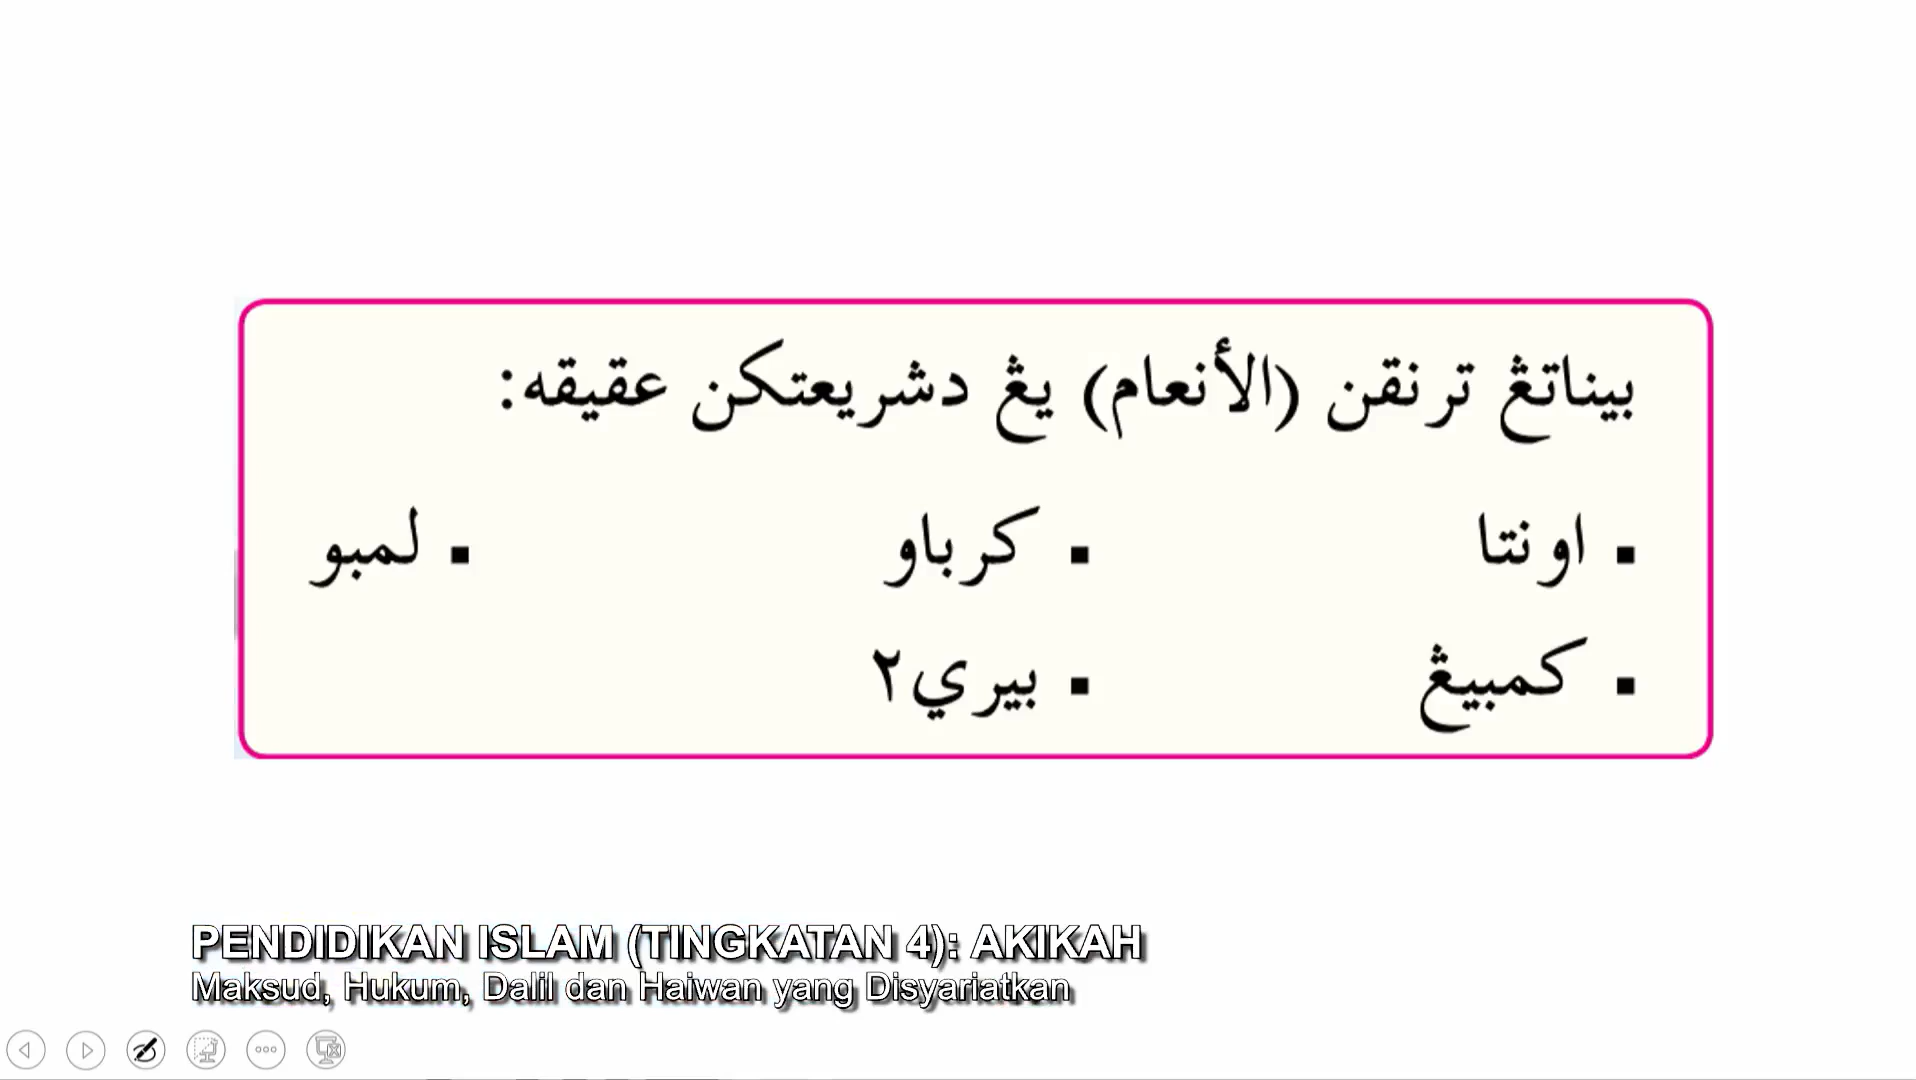 بيناتڠ ترنقن (الأنعام) يڠ دشريعتكن عقيقه:
▪ اونتا ▪ كرباو ▪ لمبو
▪ كمبيڠ ▪ بيري٢
PENDIDIKAN ISLAM (TINGKATAN 4): AKIKAH
Maksud, Hukum, Dalil dan Haiwan yang Disyariatkan